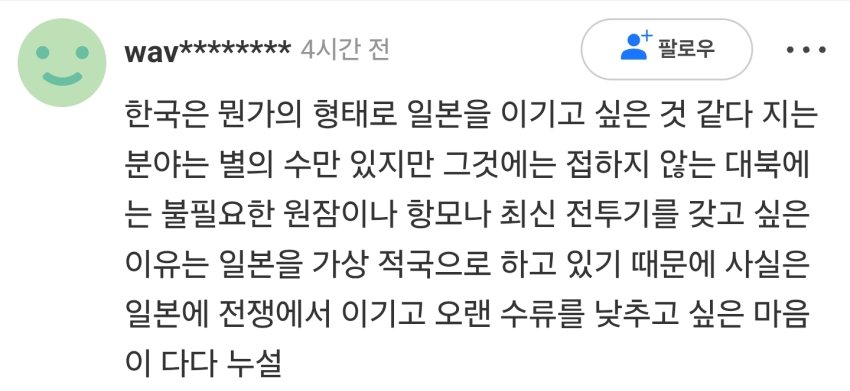 wav******** 4시간 전
팔로우
한국은 뭔가의 형태로 일본을 이기고 싶은 것 같다 지는
분야는 별의 수만 있지만 그것에는 접하지 않는 대북에
는 불필요한 원잠이나 항모나 최신 전투기를 갖고 싶은
이유는 일본을 가상 적국으로 하고 있기 때문에 사실은
일본에 전쟁에서 이기고 오랜 수류를 낮추고 싶은 마음
이 다다 누설